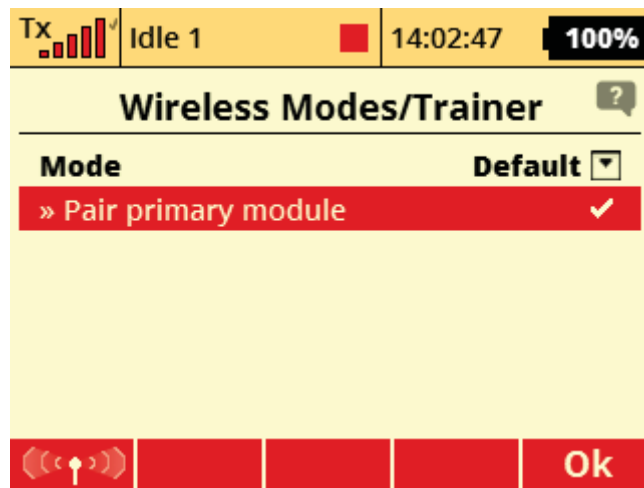 Tx Idle 1 14:02:47 100%
Wireless Modes/Trainer ?
Mode Default
» Pair primary module
Ok